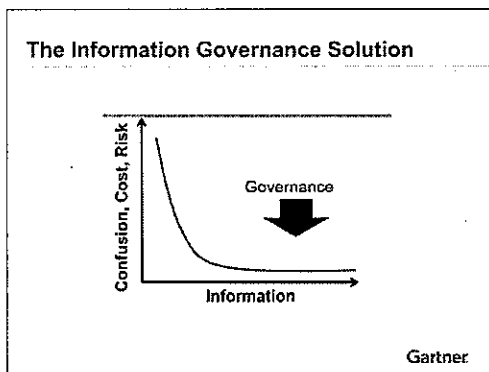 The Information Governance Solution
Confusion, Cost, Risk
Governance
Information
Gartner